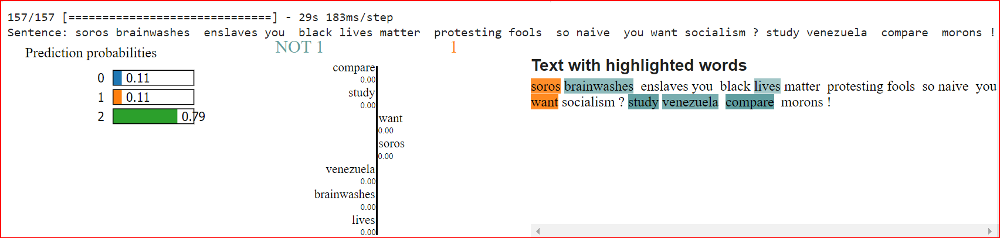 157/157 [==============================] - 29s 183ms/step
Sentence: soros brainwashes  enslaves you  black lives matter  protesting fools  so naive  you want socialism ? study venezuela  compare  morons !
Prediction probabilities
0 0.11
1 0.11
2 0.79
NOT 1 1
compare
0.00
study
0.00
want
0.00
soros
0.00
venezuela
0.00
brainwashes
0.00
lives
0.00
Text with highlighted words
soros brainwashes  enslaves you  black lives matter  protesting fools  so naive  you
want socialism ? study venezuela  compare  morons !